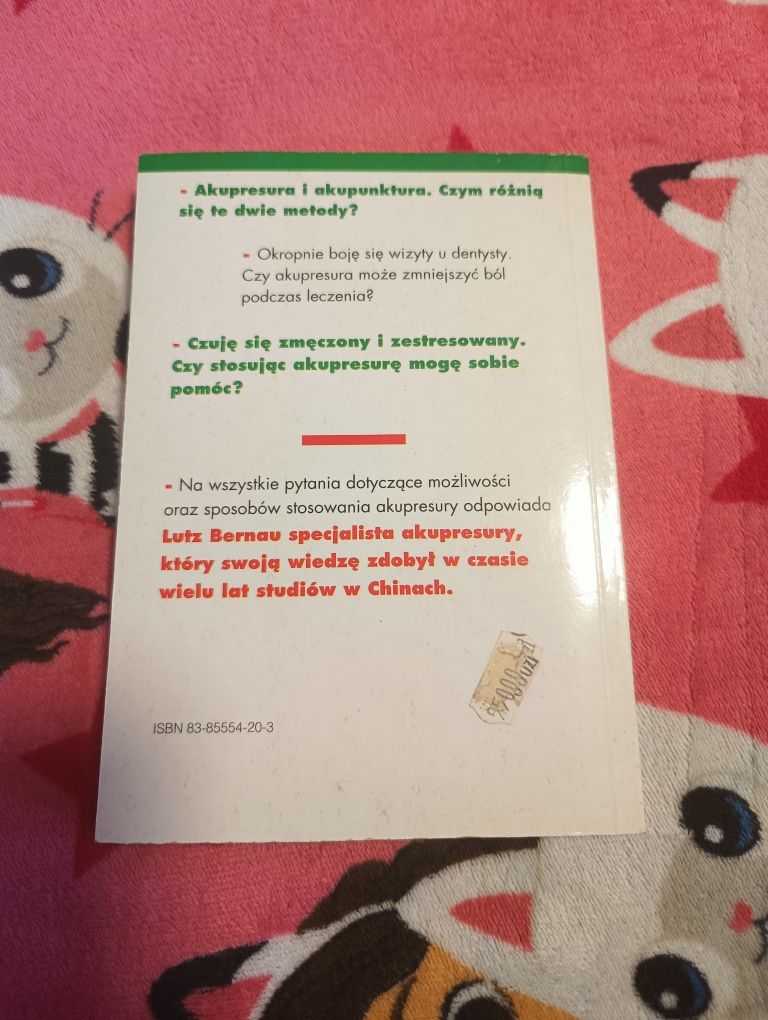 - Akupresura i akupunktura. Czym różnią
się te dwie metody?
- Okropnie boję się wizyty u dentysty.
Czy akupresura może zmniejszyć ból
podczas leczenia?
- Czuję się zmęczony i zestresowany.
Czy stosując akupresurę mogę sobie
pomóc?
- Na wszystkie pytania dotyczące możliwości
oraz sposobów stosowania akupresury odpowiada
Lutz Bernau specjalista akupresury,
który swoją wiedzę zdobył w czasie
wielu lat studiów w Chinach.
ISBN 83-85554-20-3